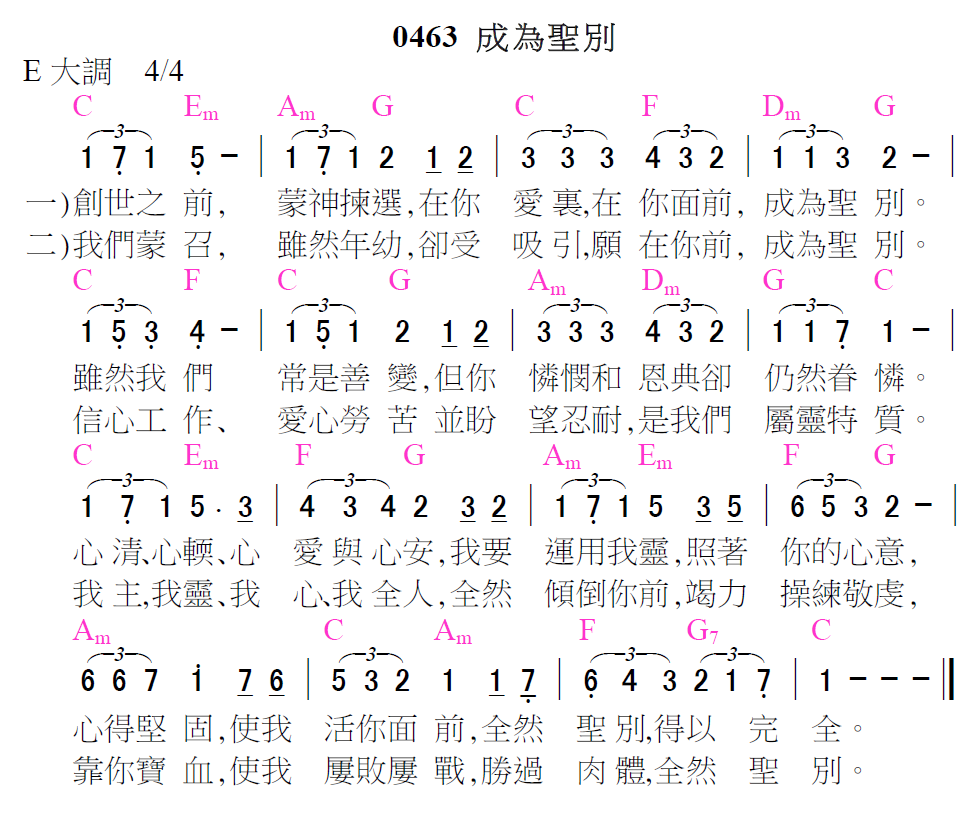 0463 成為聖別
E 大調 4/4
C Em Am G C F Dm G
1 7̣ 1 5̣ – | 1 7̣ 1 2 1 2 | 3 3 3 4 3 2 | 1 1 3 2 – |
一)創世之 前, 蒙神揀選,在你 愛 裏,在 你面前, 成為聖 別。
二)我們蒙 召, 雖然年幼,卻受 吸引,願 在你前, 成為聖 別。
C F C G Am Dm G C
1 5̣ 3̣ 4̣ – | 1 5̣ 1 2 1 2 | 3 3 3 4 3 2 | 1 1 7̣ 1 – |
雖然我 們 常是善 變,但你 憐憫和 恩典卻 仍然眷 憐。
信心工 作、 愛心勞 苦 並盼 望忍耐,是我們 屬靈特 質。
C Em F G Am Em F G
1 7̣ 1 5 · 3 | 4 3 4 2 3 2 | 1 7̣ 1 5 3 5 | 6 5 3 2 – |
心 清、心輭、心 愛 與 心安,我要 運用我靈,照著 你的心意,
我 主,我靈、我 心、我 全人,全然 傾倒你前,竭力 操練敬虔,
Am C Am F G7 C
6 6 7 1̇ 7 6 | 5 3 2 1 1 7̣ | 6̣ 4 3 2 1 7̣ | 1 – – – ‖
心得堅 固,使我 活你面 前,全然 聖 別,得以 完 全。
靠你寶 血,使我 屢敗屢 戰,勝過 肉 體,全然 聖 別。